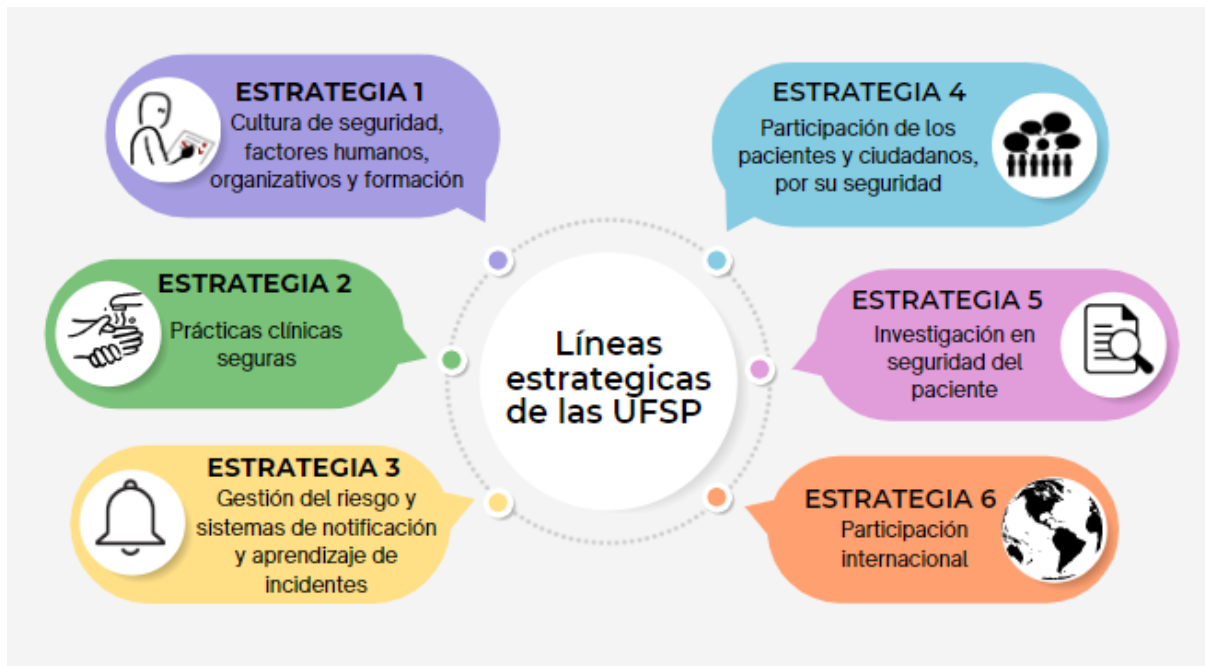 ESTRATEGIA 1
Cultura de seguridad,
factores humanos,
organizativos y formación
ESTRATEGIA 2
Prácticas clínicas
seguras
ESTRATEGIA 3
Gestión del riesgo y
sistemas de notificación
y aprendizaje de
incidentes
Líneas
estrategicas
de las UFSP
ESTRATEGIA 4
Participación de los
pacientes y ciudadanos,
por su seguridad
ESTRATEGIA 5
Investigación en
seguridad del
paciente
ESTRATEGIA 6
Participación
internacional